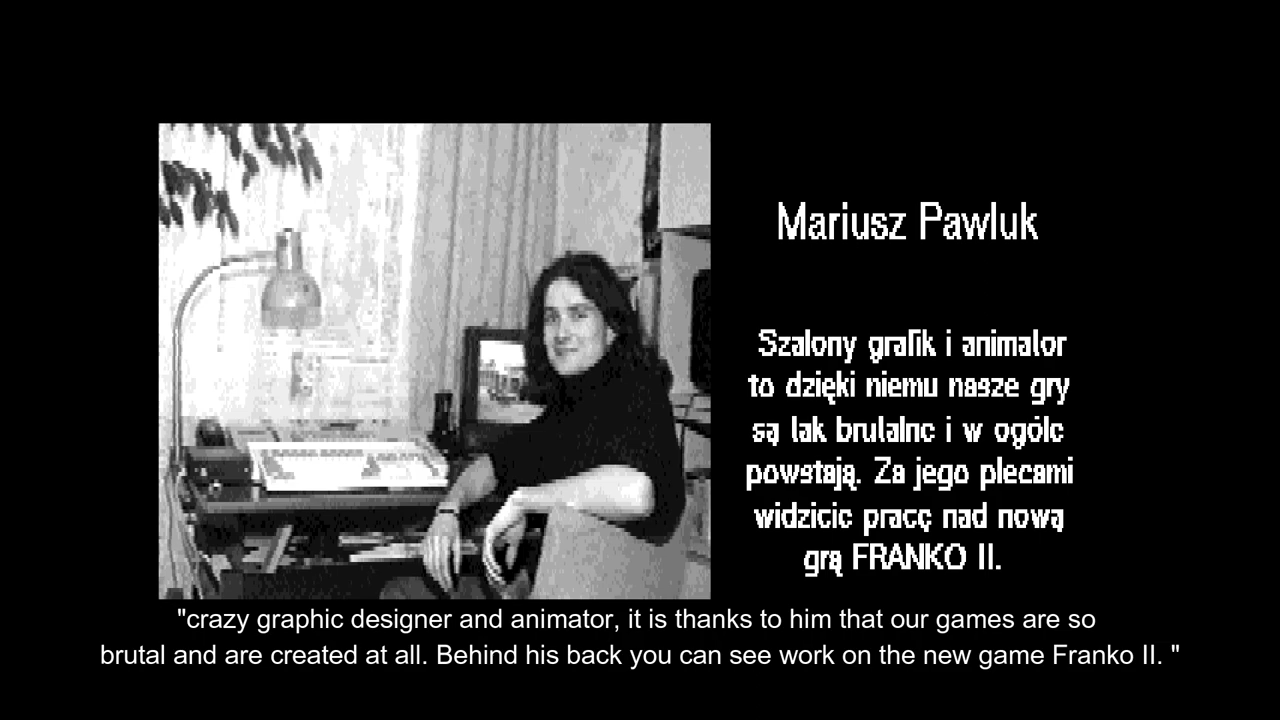 Mariusz Pawluk
Szalony grafik i animator
to dzięki niemu nasze gry
są tak brutalne i w ogóle
powstają. Za jego plecami
widzicie pracę nad nową
grą FRANKO II.
"crazy graphic designer and animator, it is thanks to him that our games are so
brutal and are created at all. Behind his back you can see work on the new game Franko II. "